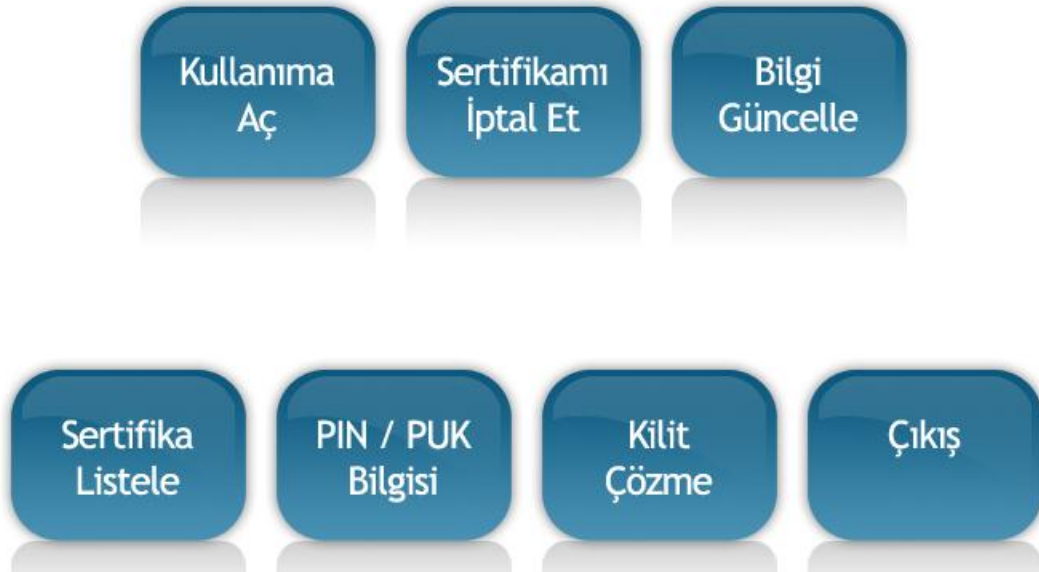 Kullanıma
Aç
Sertifikamı
İptal Et
Bilgi
Güncelle
Sertifika
Listele
PIN / PUK
Bilgisi
Kilit
Çözme
Çıkış